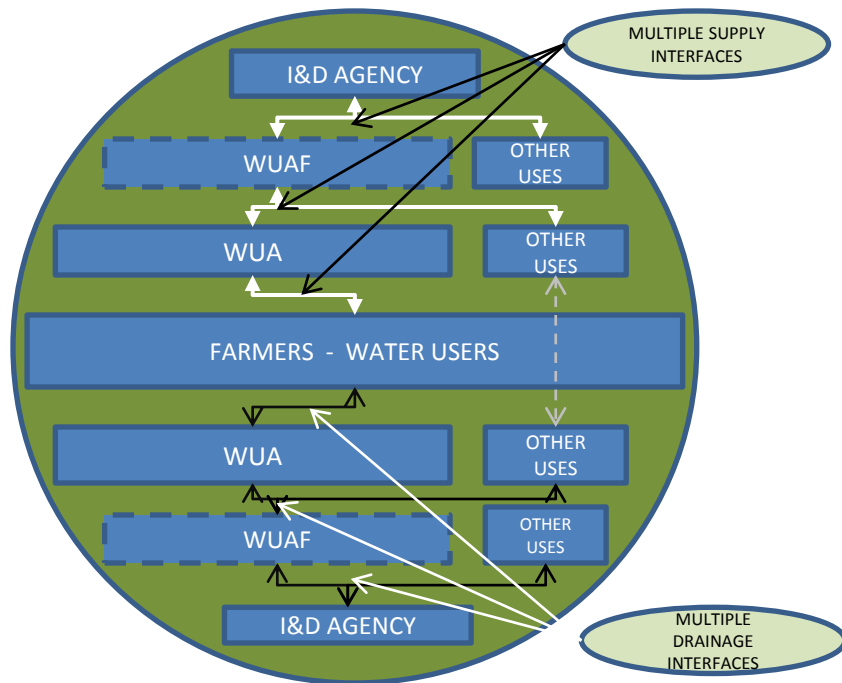 MULTIPLE SUPPLY
INTERFACES
I&D AGENCY
WUAF
OTHER
USES
WUA
OTHER
USES
FARMERS - WATER USERS
WUA
OTHER
USES
WUAF
OTHER
USES
I&D AGENCY
MULTIPLE
DRAINAGE
INTERFACES